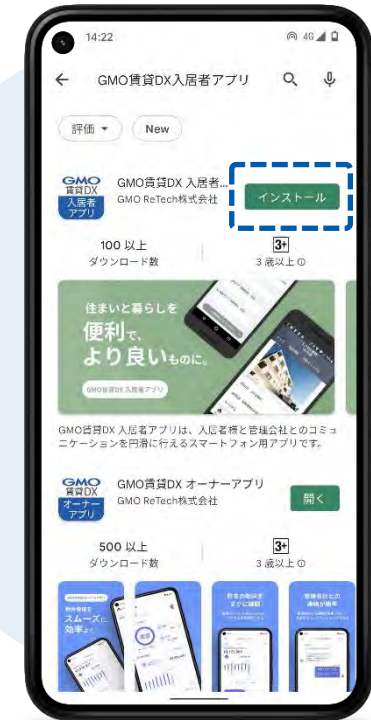 14:22
4G
GMO賃貸DX入居者アプリ
評価
New
GMO
賃貸DX
入居者
アプリ
GMO賃貸DX 入居者...
GMO ReTech株式会社
インストール
100 以上
ダウンロード数
3+
3 歳以上
住まいと暮らしを
便利で、
より良いものに。
GMO賃貸DX 入居者アプリ
GMO賃貸DX 入居者アプリは、入居者様と管理会社とのコミュ
ニケーションを円滑に行えるスマートフォン用アプリです。
GMO
賃貸DX
オーナー
アプリ
GMO賃貸DX オーナーアプリ
GMO ReTech株式会社
開く
500 以上
ダウンロード数
3+
3 歳以上
スムーズに
効率よく